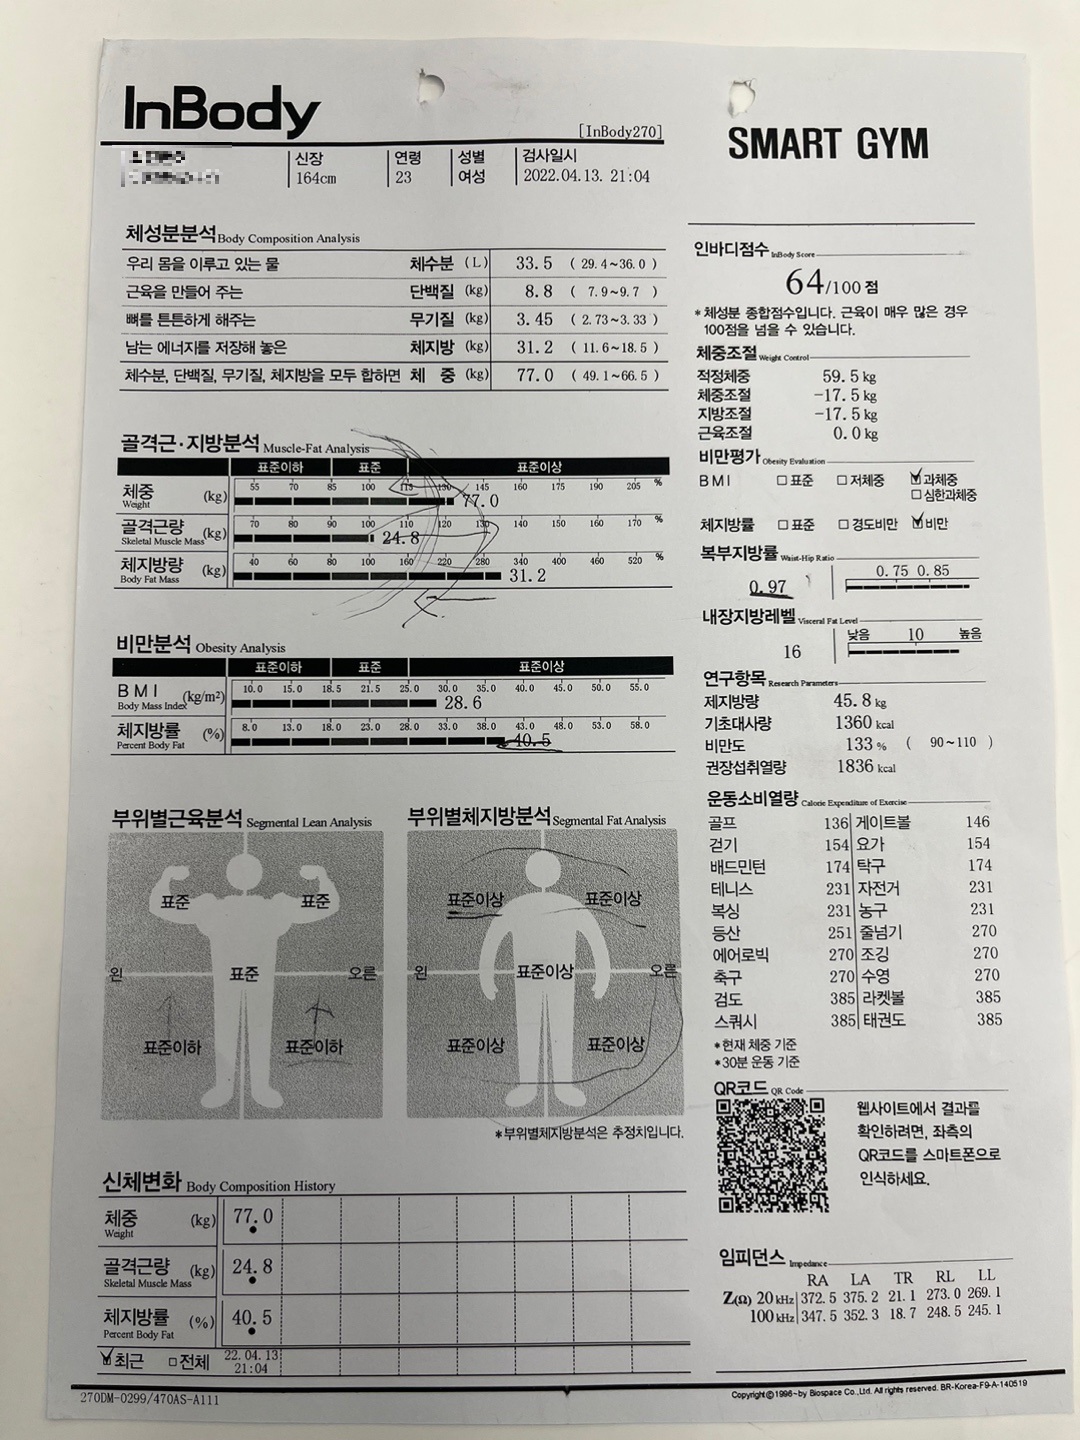 InBody
[InBody270]
SMART GYM
신장 연령 성별 검사일시
164cm 23 여성 2022.04.13. 21:04
체성분분석 Body Composition Analysis
우리 몸을 이루고 있는 물 체수분 (L) 33.5 (29.4~36.0)
근육을 만들어 주는 단백질 (kg) 8.8 (7.9~9.7)
뼈를 튼튼하게 해주는 무기질 (kg) 3.45 (2.73~3.33)
남는 에너지를 저장해 놓은 체지방 (kg) 31.2 (11.6~18.5)
체수분, 단백질, 무기질, 체지방을 모두 합하면 체 중 (kg) 77.0 (49.1~66.5)
골격근·지방분석 Muscle-Fat Analysis
표준이하 표준 표준이상
체중 (kg) 55 70 85 100 115 130 145 160 175 190 205 %
Weight 77.0
골격근량 (kg) 70 80 90 100 110 120 130 140 150 160 170 %
Skeletal Muscle Mass 24.8
체지방량 (kg) 40 60 80 100 160 220 280 340 400 460 520 %
Body Fat Mass 31.2
비만분석 Obesity Analysis
표준이하 표준 표준이상
BMI (kg/m²) 10.0 15.0 18.5 21.5 25.0 30.0 35.0 40.0 45.0 50.0 55.0
Body Mass Index 28.6
체지방률 (%) 8.0 13.0 18.0 23.0 28.0 33.0 38.0 43.0 48.0 53.0 58.0
Percent Body Fat 40.5
부위별근육분석 Segmental Lean Analysis
표준 표준
왼 표준 오른
표준이하 표준이하
부위별체지방분석 Segmental Fat Analysis
표준이상 표준이상
왼 표준이상 오른
표준이상 표준이상
*부위별체지방분석은 추정치입니다.
신체변화 Body Composition History
체중 (kg) 77.0
Weight
골격근량 (kg) 24.8
Skeletal Muscle Mass
체지방률 (%) 40.5
Percent Body Fat
☑최근 □전체 22.04.13
21:04
270DM-0299/470AS-A111
인바디점수 InBody Score
64/100 점
*체성분 종합점수입니다. 근육이 매우 많은 경우
100점을 넘을 수 있습니다.
체중조절 Weight Control
적정체중 59.5 kg
체중조절 -17.5 kg
지방조절 -17.5 kg
근육조절 0.0 kg
비만평가 Obesity Evaluation
BMI □표준 □저체중 ☑과체중
□심한과체중
체지방률 □표준 □경도비만 ☑비만
복부지방률 Waist-Hip Ratio
0.97 0.75 0.85
내장지방레벨 Visceral Fat Level
16 낮음 10 높음
연구항목 Research Parameters
제지방량 45.8 kg
기초대사량 1360 kcal
비만도 133 % ( 90~110 )
권장섭취열량 1836 kcal
운동소비열량 Calorie Expenditure of Exercise
골프 136 게이트볼 146
걷기 154 요가 154
배드민턴 174 탁구 174
테니스 231 자전거 231
복싱 231 농구 231
등산 251 줄넘기 270
에어로빅 270 조깅 270
축구 270 수영 270
검도 385 라켓볼 385
스쿼시 385 태권도 385
*현재 체중 기준
*30분 운동 기준
QR코드 QR Code
웹사이트에서 결과를
확인하려면, 좌측의
QR코드를 스마트폰으로
인식하세요.
임피던스 Impedance
RA LA TR RL LL
Z(Ω) 20 kHz 372.5 375.2 21.1 273.0 269.1
100 kHz 347.5 352.3 18.7 248.5 245.1
Copyright©1996~by Biospace Co.,Ltd. All rights reserved. BR-Korea-F9-A-140519